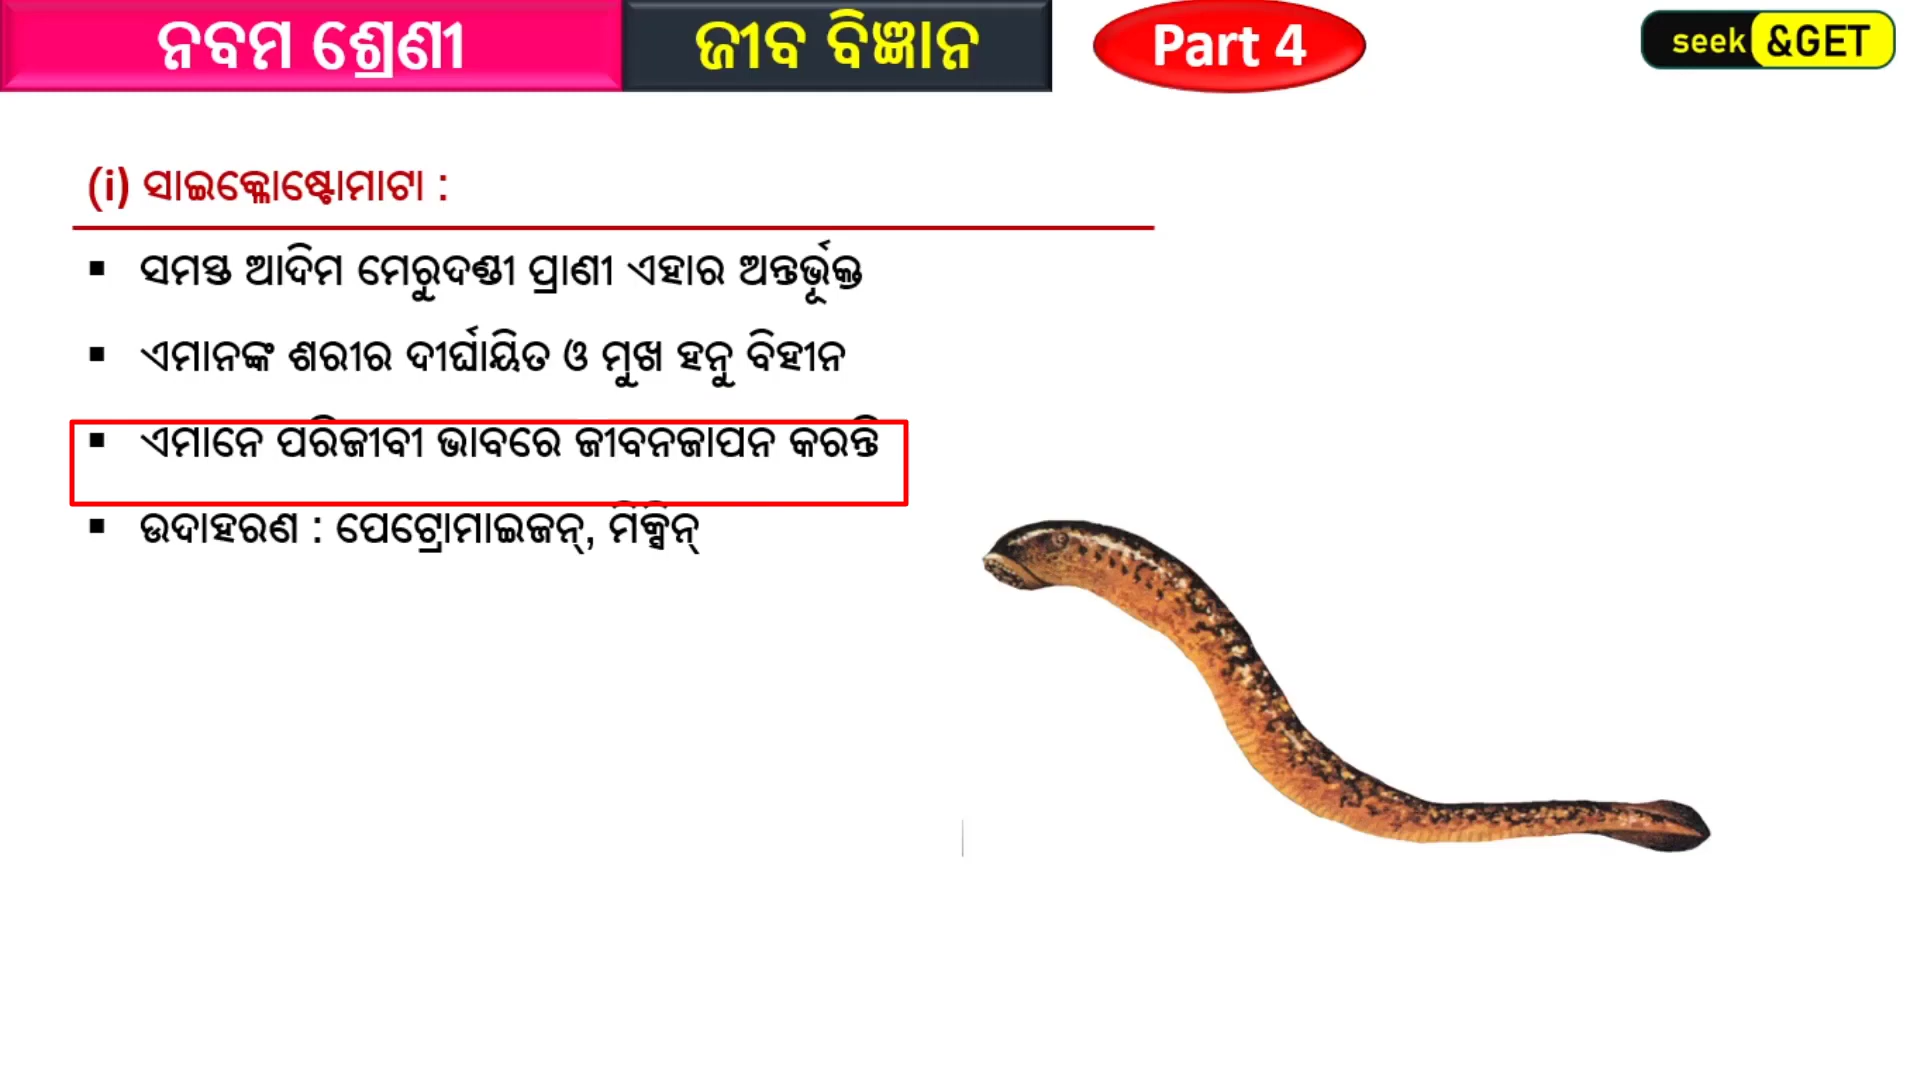 ନବମ ଶ୍ରେଣୀ
ଜୀବ ବିଜ୍ଞାନ
Part 4
seek &GET
(i) ସାଇକ୍ଲୋଷ୍ଟୋମାଟା :
▪ ସମସ୍ତ ଆଦିମ ମେରୁଦଣ୍ଡୀ ପ୍ରାଣୀ ଏହାର ଅନ୍ତର୍ଭୂକ୍ତ
▪ ଏମାନଙ୍କ ଶରୀର ଦୀର୍ଘାୟିତ ଓ ମୁଖ ହନୁ ବିହୀନ
▪ ଏମାନେ ପରିଜୀବୀ ଭାବରେ ଜୀବନଜାପନ କରନ୍ତି
▪ ଉଦାହରଣ : ପେଟ୍ରୋମାଇଜନ୍, ମିକ୍ସିନ୍